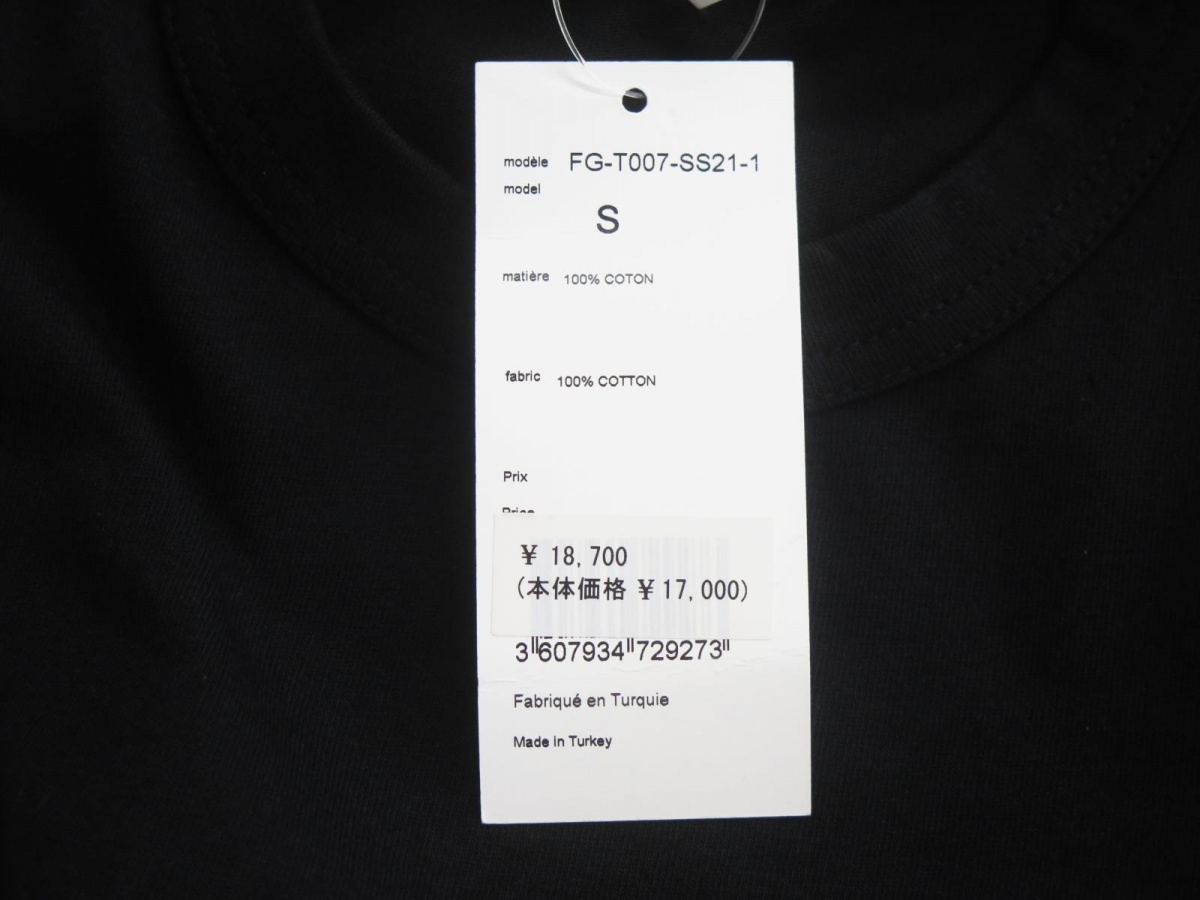 modèle FG-T007-SS21-1
model
S
matière 100% COTON
fabric 100% COTTON
Prix
Price
¥ 18,700
(本体価格 ¥ 17,000)
3 607934 729273
Fabriqué en Turquie
Made in Turkey